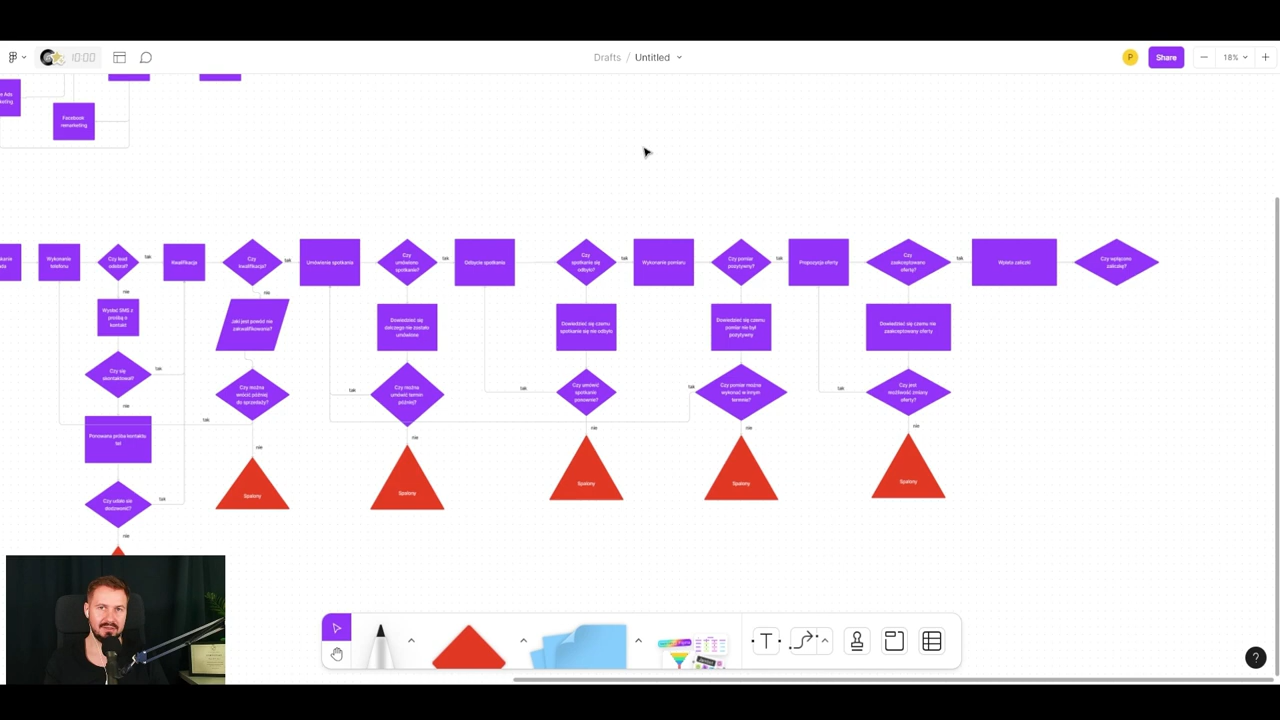 10:00
Drafts / Untitled
P
Share
18%
Facebook
remarketing
Wykonanie
telefonu
Czy lead
odebrał?
tak
Kwalifikacja
Czy
kwalifikacja?
tak
Umówienie spotkania
Czy
umówiono
spotkanie?
tak
Odbycie spotkania
Czy
spotkanie się
odbyło?
tak
Wykonanie pomiaru
Czy pomiar
pozytywny?
tak
Propozycja oferty
Czy
zaakceptowano
ofertę?
tak
Wpłata zaliczki
Czy wpłacono
zaliczkę?
nie
nie
Wysłać SMS z
prośbą o
kontakt
Jaki jest powód nie
zakwalifikowania?
Dowiedzieć się
dlaczego nie zostało
umówione
Dowiedzieć się czemu
spotkanie się nie odbyło
Dowiedzieć się czemu
pomiar nie był
pozytywny
Dowiedzieć się czemu nie
zaakceptowano oferty
Czy się
skontaktował?
tak
Czy można
wrócić później
do sprzedaży?
tak
Czy można
umówić termin
później?
tak
Czy umówić
spotkanie
ponownie?
tak
Czy pomiar można
wykonać w innym
terminie?
tak
Czy jest
możliwość zmiany
oferty?
nie
tak
Ponowana próba kontaktu
tel
nie
nie
nie
nie
nie
Spalony
Spalony
Spalony
Spalony
Spalony
Czy udało się
dodzwonić?
tak
nie
T
?